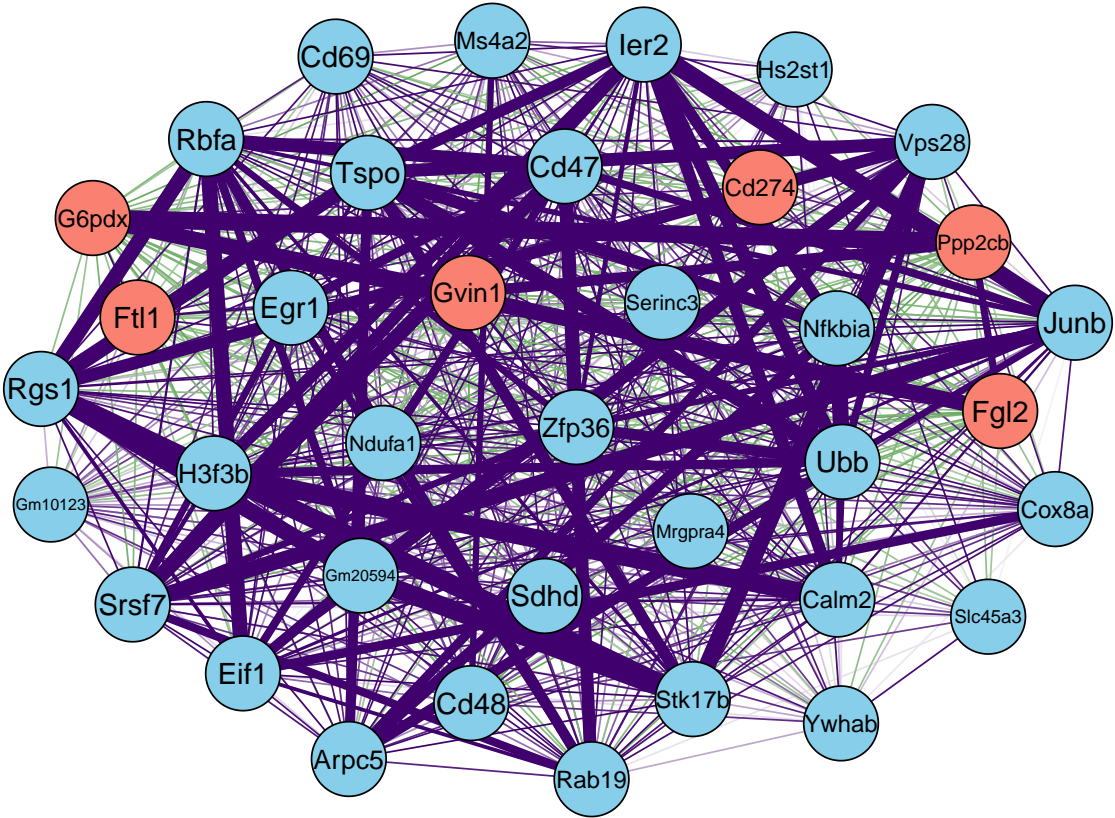 Ms4a2
Ier2
Cd69
Hs2st1
Rbfa
Vps28
Tspo
Cd47
Cd274
G6pdx
Ppp2cb
Gvin1
Serinc3
Egr1
Ftl1
Nfkbia
Junb
Rgs1
Fgl2
Zfp36
Ndufa1
Ubb
H3f3b
Gm10123
Cox8a
Mrgpra4
Gm20594
Sdhd
Calm2
Srsf7
Slc45a3
Eif1
Cd48
Stk17b
Ywhab
Arpc5
Rab19